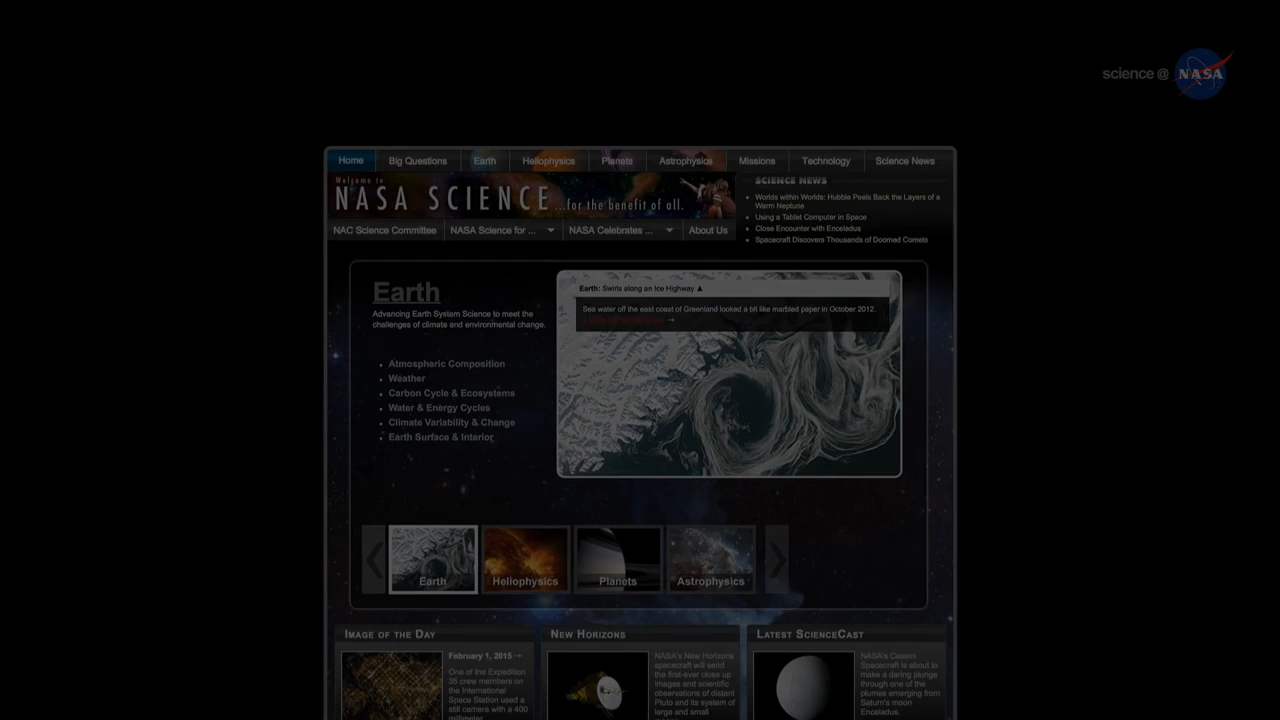 science @ NASA
Home Big Questions Earth Heliophysics Planets Astrophysics Missions Technology Science News
Welcome to
NASA SCIENCE ...for the benefit of all.
NAC Science Committee NASA Science for ... NASA Celebrates ... About Us
SCIENCE NEWS
Worlds within Worlds: Hubble Peels Back the Layers of a
Warm Neptune
Using a Tablet Computer in Space
Close Encounter with Enceladus
Spacecraft Discovers Thousands of Doomed Comets
Earth
Advancing Earth System Science to meet the
challenges of climate and environmental change.
Atmospheric Composition
Weather
Carbon Cycle & Ecosystems
Water & Energy Cycles
Climate Variability & Change
Earth Surface & Interior
Earth: Swirls along an Ice Highway ▲
Sea water off the east coast of Greenland looked a bit like marbled paper in October 2012.
Earth Heliophysics Planets Astrophysics
IMAGE OF THE DAY
February 1, 2015→
One of the Expedition
35 crew members on
the International
Space Station used a
still camera with a 400
millimeter
NEW HORIZONS
NASA's New Horizons
spacecraft will send
the first-ever close up
images and scientific
observations of distant
Pluto and its system of
large and small
LATEST SCIENCECAST
NASA's Cassini
Spacecraft is about to
make a daring plunge
through one of the
plumes emerging from
Saturn's moon
Enceladus.